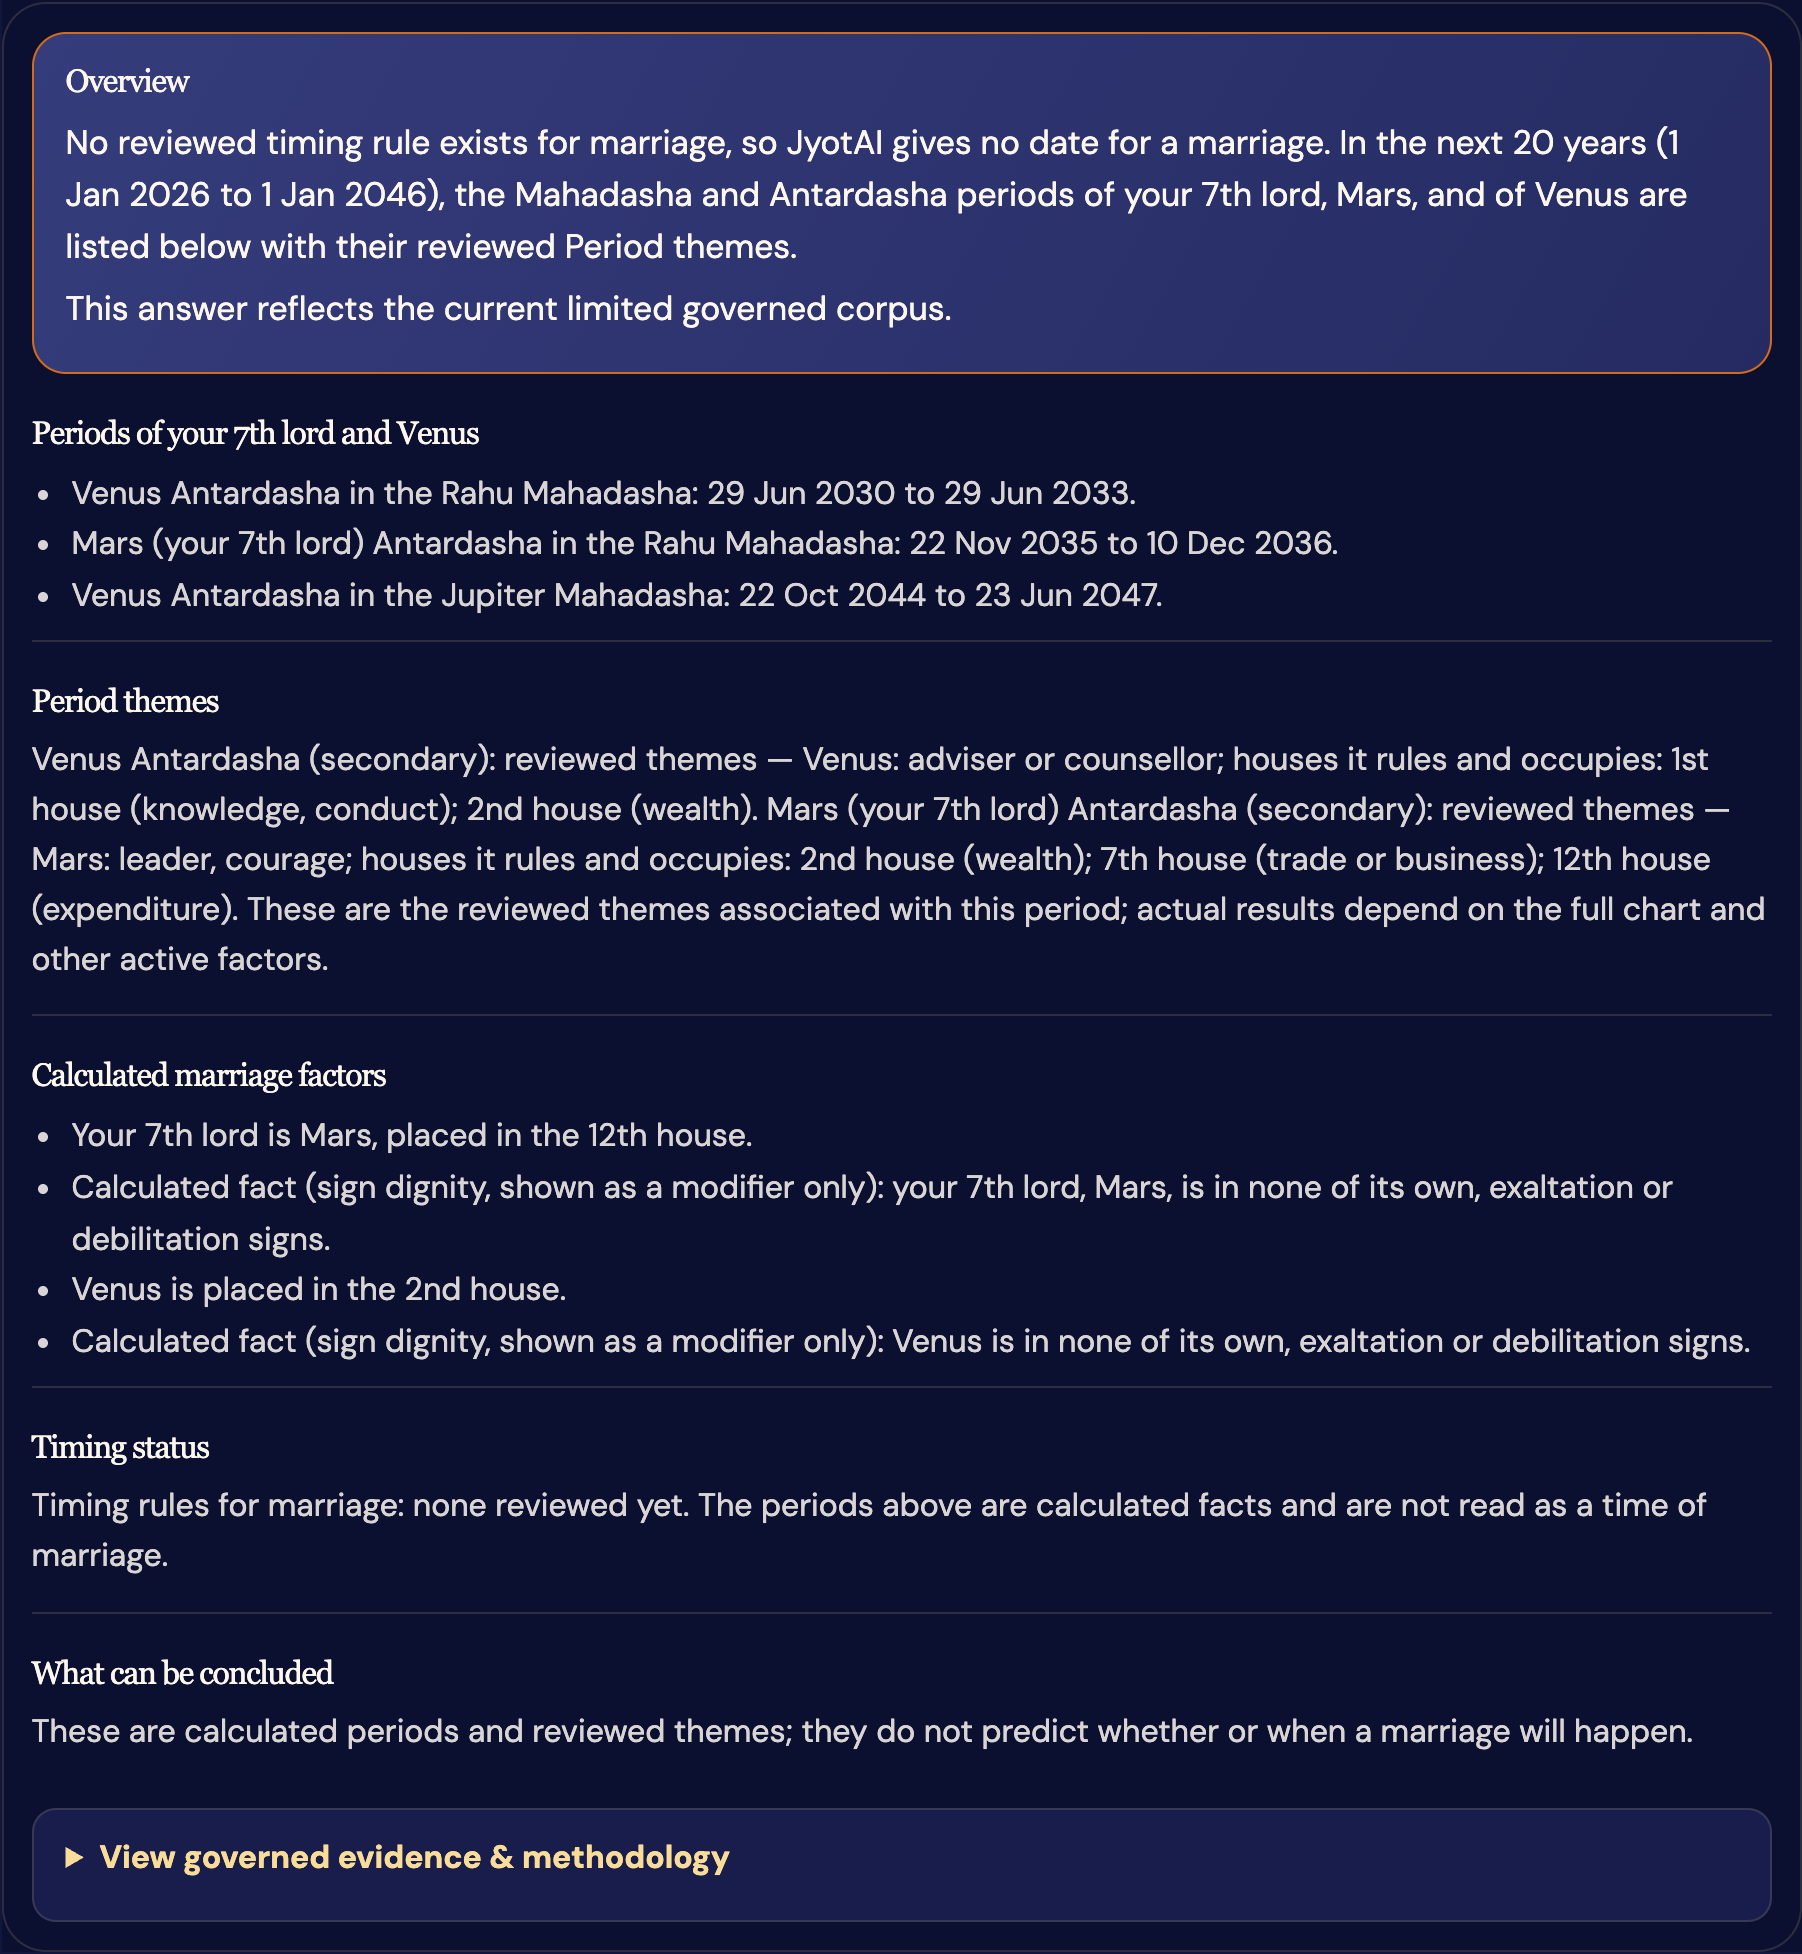 Overview
No reviewed timing rule exists for marriage, so JyotAI gives no date for a marriage. In the next 20 years (1
Jan 2026 to 1 Jan 2046), the Mahadasha and Antardasha periods of your 7th lord, Mars, and of Venus are
listed below with their reviewed Period themes.
This answer reflects the current limited governed corpus.
Periods of your 7th lord and Venus
• Venus Antardasha in the Rahu Mahadasha: 29 Jun 2030 to 29 Jun 2033.
• Mars (your 7th lord) Antardasha in the Rahu Mahadasha: 22 Nov 2035 to 10 Dec 2036.
• Venus Antardasha in the Jupiter Mahadasha: 22 Oct 2044 to 23 Jun 2047.
Period themes
Venus Antardasha (secondary): reviewed themes — Venus: adviser or counsellor; houses it rules and occupies: 1st
house (knowledge, conduct); 2nd house (wealth). Mars (your 7th lord) Antardasha (secondary): reviewed themes —
Mars: leader, courage; houses it rules and occupies: 2nd house (wealth); 7th house (trade or business); 12th house
(expenditure). These are the reviewed themes associated with this period; actual results depend on the full chart and
other active factors.
Calculated marriage factors
• Your 7th lord is Mars, placed in the 12th house.
• Calculated fact (sign dignity, shown as a modifier only): your 7th lord, Mars, is in none of its own, exaltation or
debilitation signs.
• Venus is placed in the 2nd house.
• Calculated fact (sign dignity, shown as a modifier only): Venus is in none of its own, exaltation or debilitation signs.
Timing status
Timing rules for marriage: none reviewed yet. The periods above are calculated facts and are not read as a time of
marriage.
What can be concluded
These are calculated periods and reviewed themes; they do not predict whether or when a marriage will happen.
▶ View governed evidence & methodology